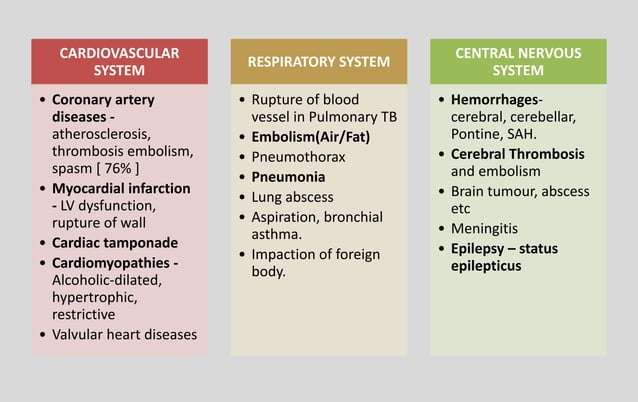 CARDIOVASCULAR
SYSTEM
• Coronary artery
diseases -
atherosclerosis,
thrombosis embolism,
spasm [ 76% ]
• Myocardial infarction
- LV dysfunction,
rupture of wall
• Cardiac tamponade
• Cardiomyopathies -
Alcoholic-dilated,
hypertrophic,
restrictive
• Valvular heart diseases
RESPIRATORY SYSTEM
• Rupture of blood
vessel in Pulmonary TB
• Embolism(Air/Fat)
• Pneumothorax
• Pneumonia
• Lung abscess
• Aspiration, bronchial
asthma.
• Impaction of foreign
body.
CENTRAL NERVOUS
SYSTEM
• Hemorrhages-
cerebral, cerebellar,
Pontine, SAH.
• Cerebral Thrombosis
and embolism
• Brain tumour, abscess
etc
• Meningitis
• Epilepsy – status
epilepticus